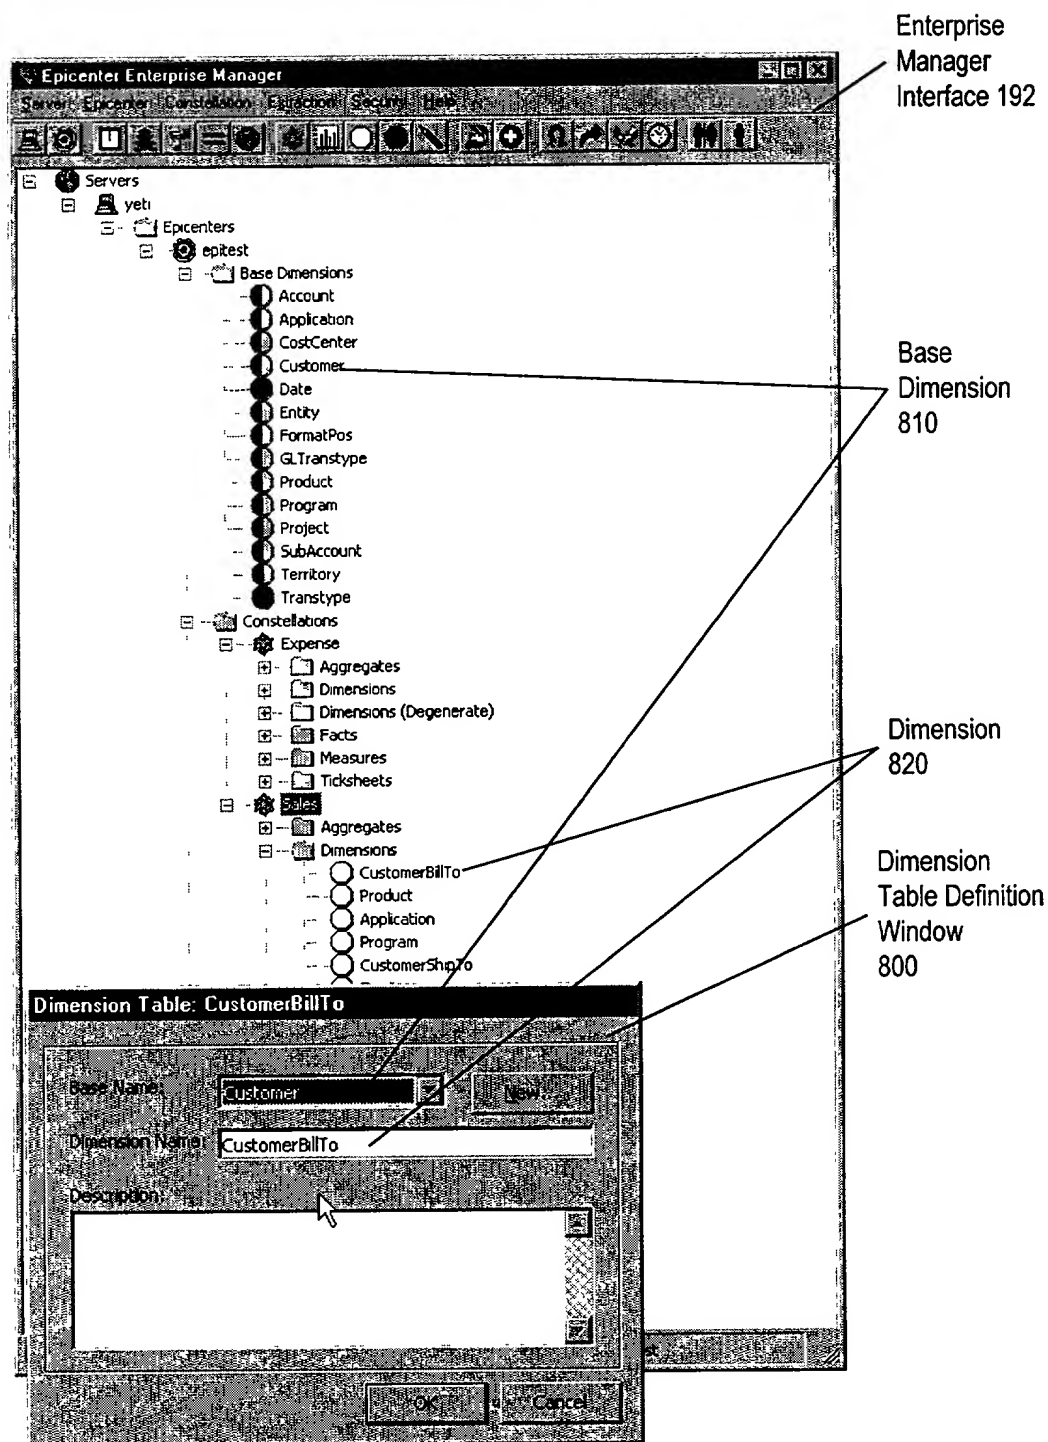 Enterprise
Manager
Interface 192
Epicenter Enterprise Manager
Server Epicenter Constellation Extraction Security Help
Servers
yeti
Epicenters
epitest
Base Dimensions
Account
Application
CostCenter
Customer
Date
Entity
FormatPos
GLTranstype
Product
Program
Project
SubAccount
Territory
Transtype
Base
Dimension
810
Constellations
Expense
Aggregates
Dimensions
Dimensions (Degenerate)
Facts
Measures
Ticksheets
Sales
Aggregates
Dimensions
CustomerBillTo
Product
Application
Program
CustomerShipTo
Dimension
820
Dimension
Table Definition
Window
800
Dimension Table: CustomerBillTo
Base Name:
Customer
New
Dimension Name:
CustomerBillTo
Description:
OK
Cancel